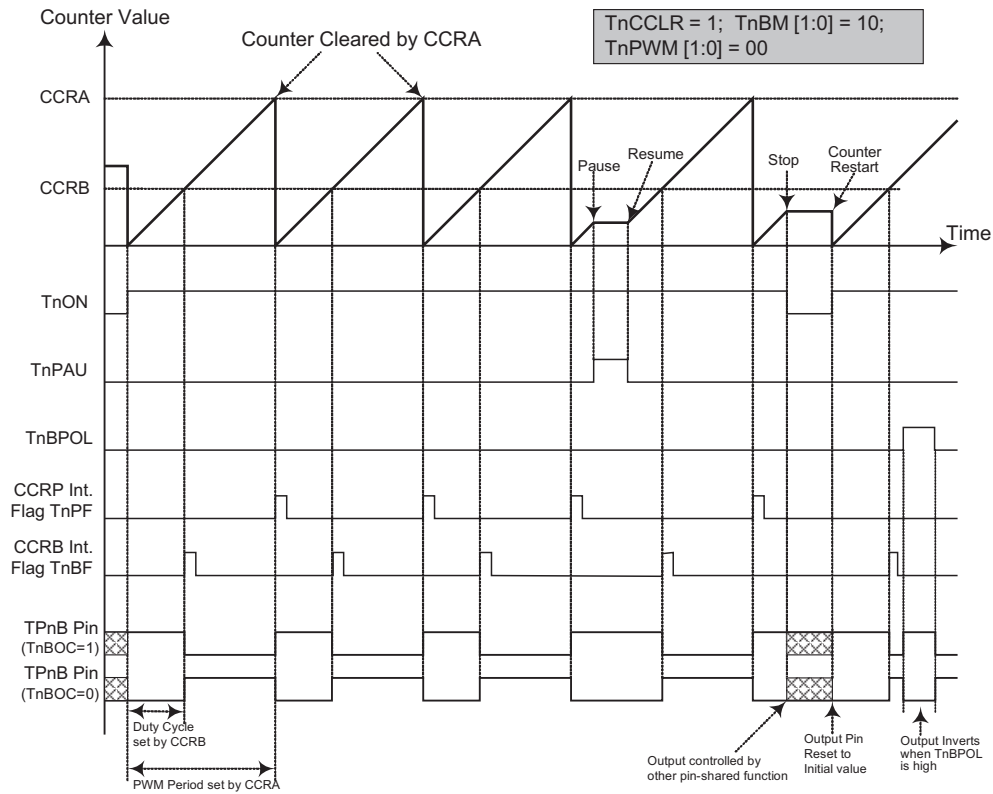 Counter Value
TnCCLR = 1; TnBM [1:0] = 10;
TnPWM [1:0] = 00
Counter Cleared by CCRA
CCRA
Pause
Resume
Stop
Counter
Restart
CCRB
Time
TnON
TnPAU
TnBPOL
CCRP Int.
Flag TnPF
CCRB Int.
Flag TnBF
TPnB Pin
(TnBOC=1)
TPnB Pin
(TnBOC=0)
Duty Cycle
set by CCRB
PWM Period set by CCRA
Output controlled by
other pin-shared function
Output Pin
Reset to
Initial value
Output Inverts
when TnBPOL
is high